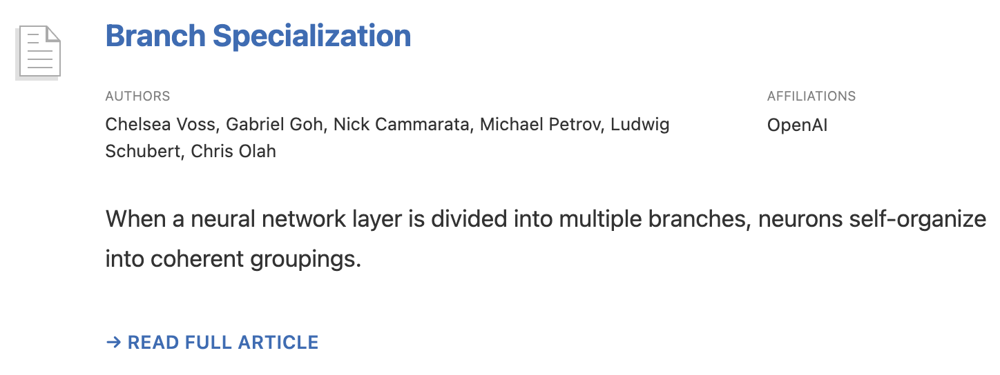 Branch Specialization
AUTHORS
Chelsea Voss, Gabriel Goh, Nick Cammarata, Michael Petrov, Ludwig
Schubert, Chris Olah
AFFILIATIONS
OpenAI
When a neural network layer is divided into multiple branches, neurons self-organize
into coherent groupings.
→ READ FULL ARTICLE